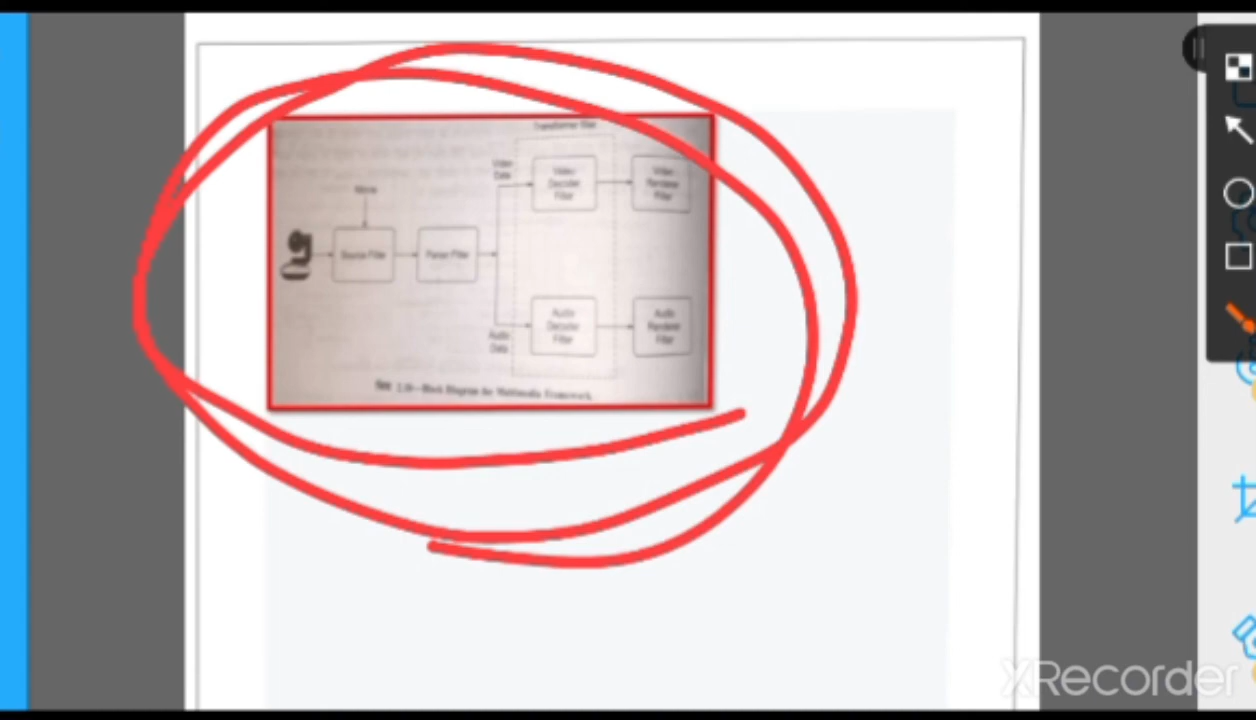 Transformer filter
Video
Data
Video
Decoder
Filter
Video
Renderer
Filter
Movie
Source Filter
Parser Filter
Audio
Data
Audio
Decoder
Filter
Audio
Renderer
Filter
Block Diagram for Multimedia Framework
XRecorder